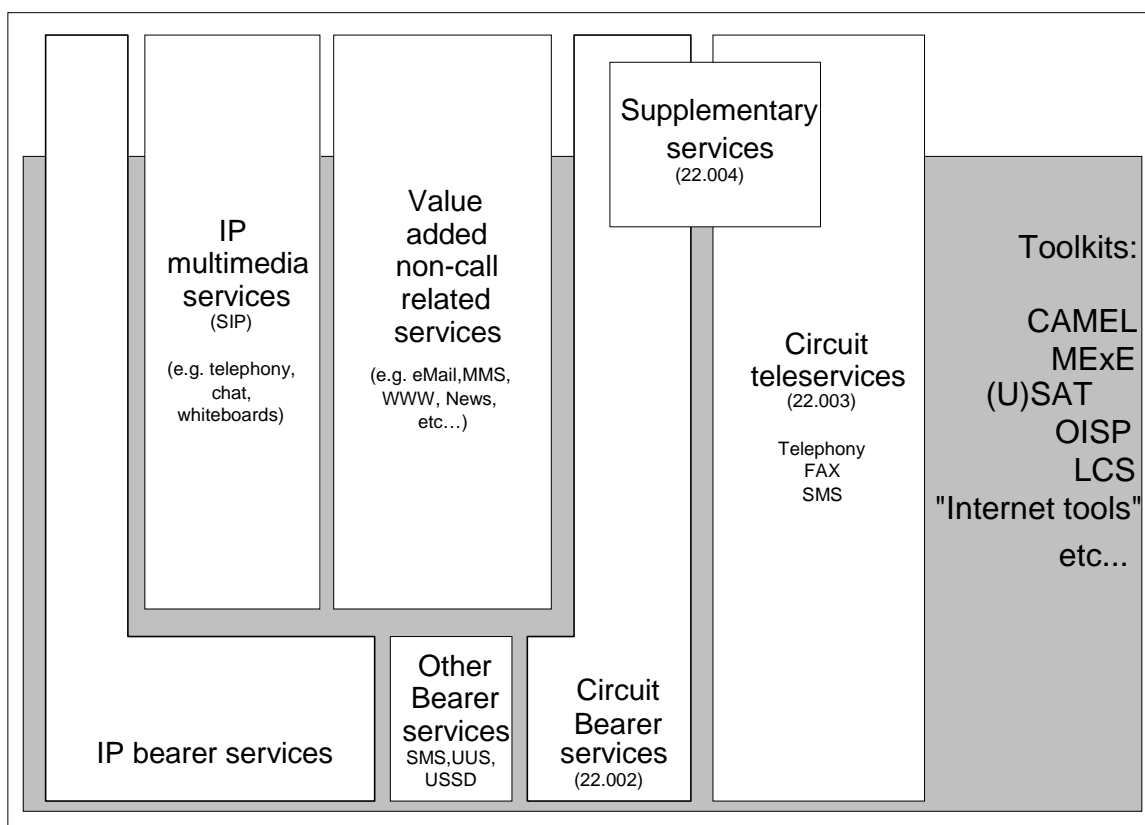 Supplementary
services
(22.004)
IP
multimedia
services
(SIP)
(e.g. telephony,
chat,
whiteboards)
Value
added
non-call
related
services
(e.g. eMail,MMS,
WWW, News,
etc…)
Circuit
teleservices
(22.003)
Telephony
FAX
SMS
Toolkits:
CAMEL
MExE
(U)SAT
OISP
LCS
"Internet tools"
etc...
IP bearer services
Other
Bearer
services
SMS,UUS,
USSD
Circuit
Bearer
services
(22.002)